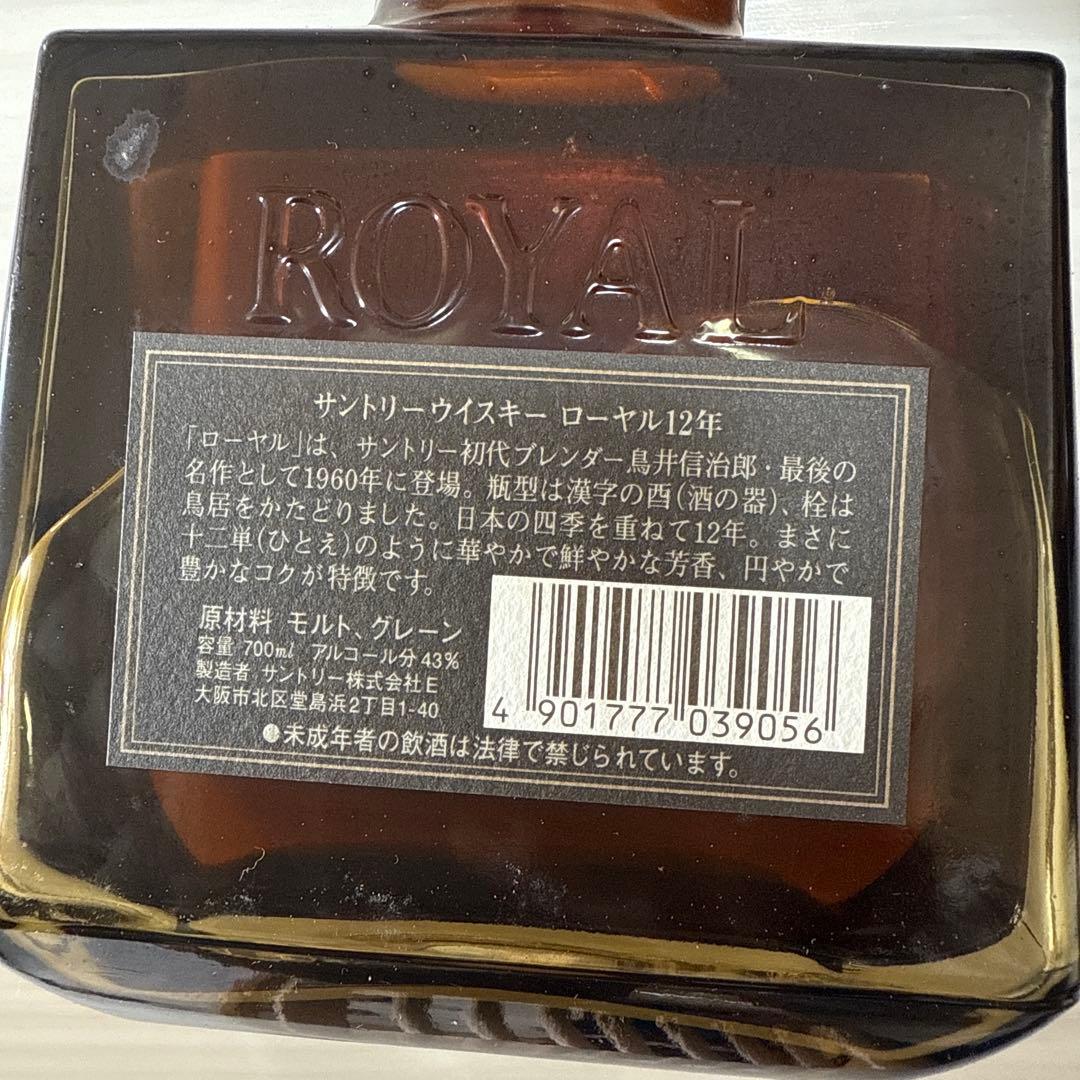 ROYAL
サントリーウイスキー ローヤル12年
「ローヤル」は、サントリー初代ブレンダー鳥井信治郎・最後の
名作として1960年に登場。瓶型は漢字の酉(酒の器)、栓は
鳥居をかたどりました。日本の四季を重ねて12年。まさに
十二単(ひとえ)のように華やかで鮮やかな芳香、円やかで
豊かなコクが特徴です。
原材料 モルト、グレーン
容量 700ml アルコール分43%
製造者 サントリー株式会社E
大阪市北区堂島浜2丁目1-40
4 901777 039056
●未成年者の飲酒は法律で禁じられています。